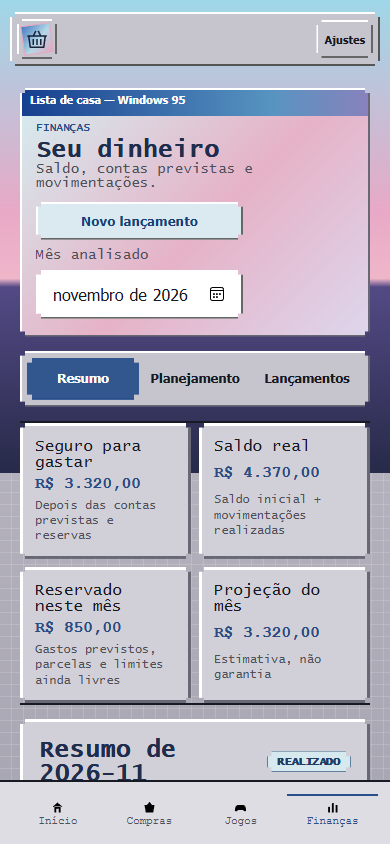 Ajustes
Lista de casa — Windows 95
FINANÇAS
Seu dinheiro
Saldo, contas previstas e
movimentações.
Novo lançamento
Mês analisado
novembro de 2026
Resumo
Planejamento
Lançamentos
Seguro para
gastar
R$ 3.320,00
Depois das contas
previstas e
reservas
Saldo real
R$ 4.370,00
Saldo inicial +
movimentações
realizadas
Reservado
neste mês
R$ 850,00
Gastos previstos,
parcelas e limites
ainda livres
Projeção do
mês
R$ 3.320,00
Estimativa, não
garantia
Resumo de
2026-11
REALIZADO
Início
Compras
Jogos
Finanças